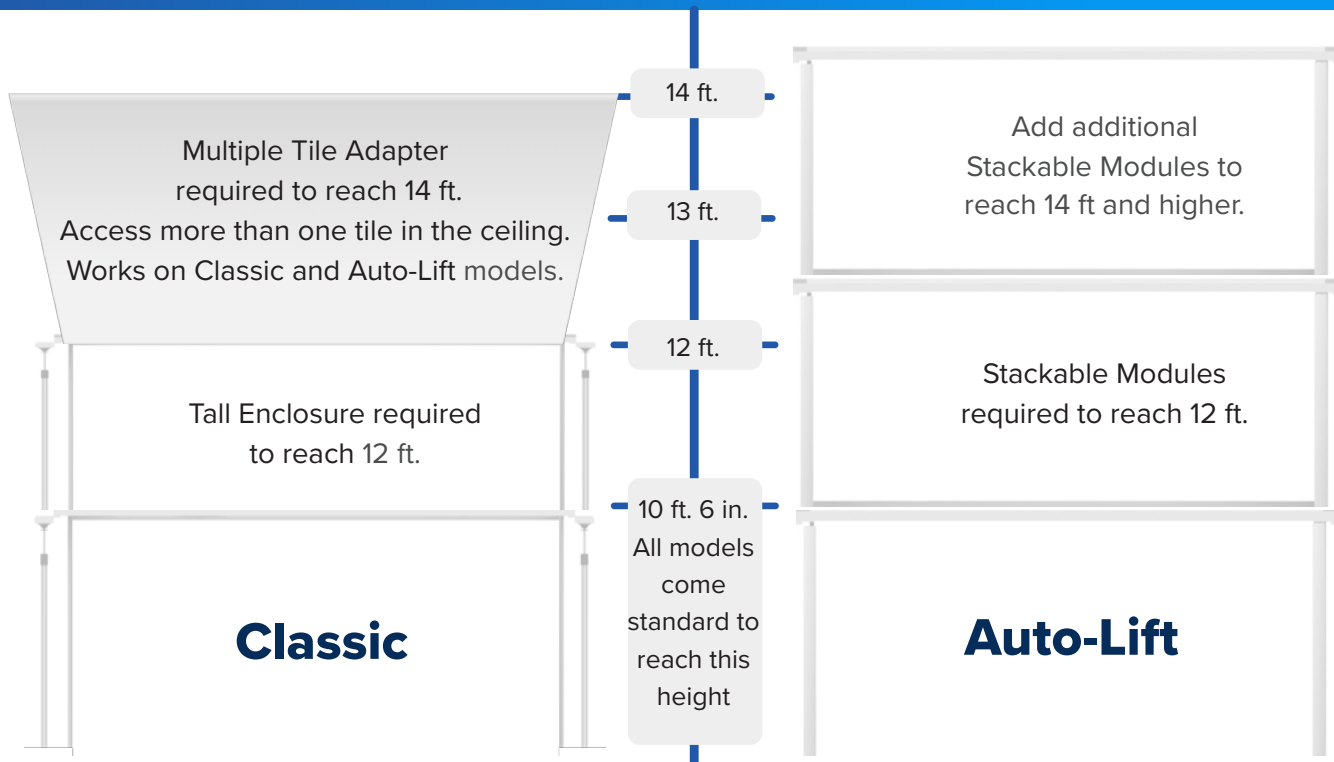 Multiple Tile Adapter
required to reach 14 ft.
Access more than one tile in the ceiling.
Works on Classic and Auto-Lift models.
Tall Enclosure required
to reach 12 ft.
Classic
14 ft.
13 ft.
12 ft.
10 ft. 6 in.
All models
come
standard to
reach this
height
Add additional
Stackable Modules to
reach 14 ft and higher.
Stackable Modules
required to reach 12 ft.
Auto-Lift